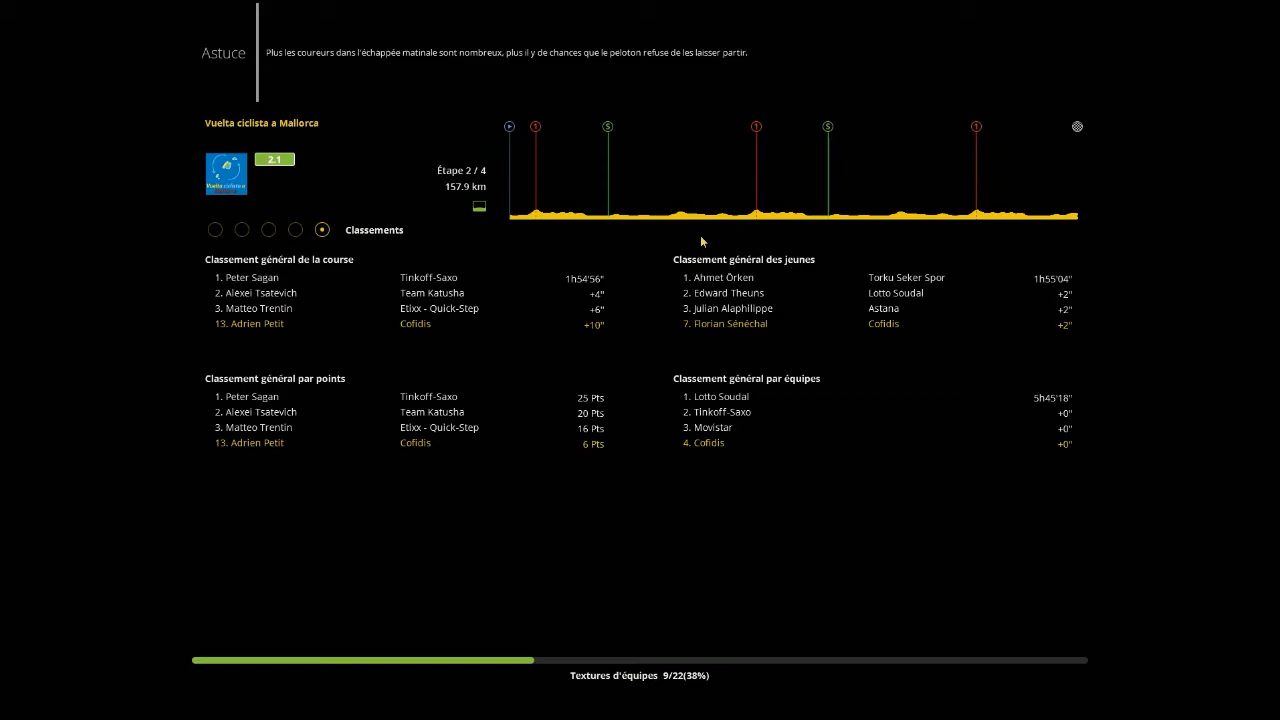 Astuce
Plus les coureurs dans l'échappée matinale sont nombreux, plus il y de chances que le peloton refuse de les laisser partir.
Vuelta ciclista a Mallorca
2.1
Étape 2 / 4
157.9 km
1 S 1 S 1
Classements
Classement général de la course
1. Peter Sagan Tinkoff-Saxo 1h54'56"
2. Alexei Tsatevich Team Katusha +4"
3. Matteo Trentin Etixx - Quick-Step +6"
13. Adrien Petit Cofidis +10"
Classement général des jeunes
1. Ahmet Örken Torku Seker Spor 1h55'04"
2. Edward Theuns Lotto Soudal +2"
3. Julian Alaphilippe Astana +2"
7. Florian Sénéchal Cofidis +2"
Classement général par points
1. Peter Sagan Tinkoff-Saxo 25 Pts
2. Alexei Tsatevich Team Katusha 20 Pts
3. Matteo Trentin Etixx - Quick-Step 16 Pts
13. Adrien Petit Cofidis 6 Pts
Classement général par équipes
1. Lotto Soudal 5h45'18"
2. Tinkoff-Saxo +0"
3. Movistar +0"
4. Cofidis +0"
Textures d'équipes 9/22(38%)